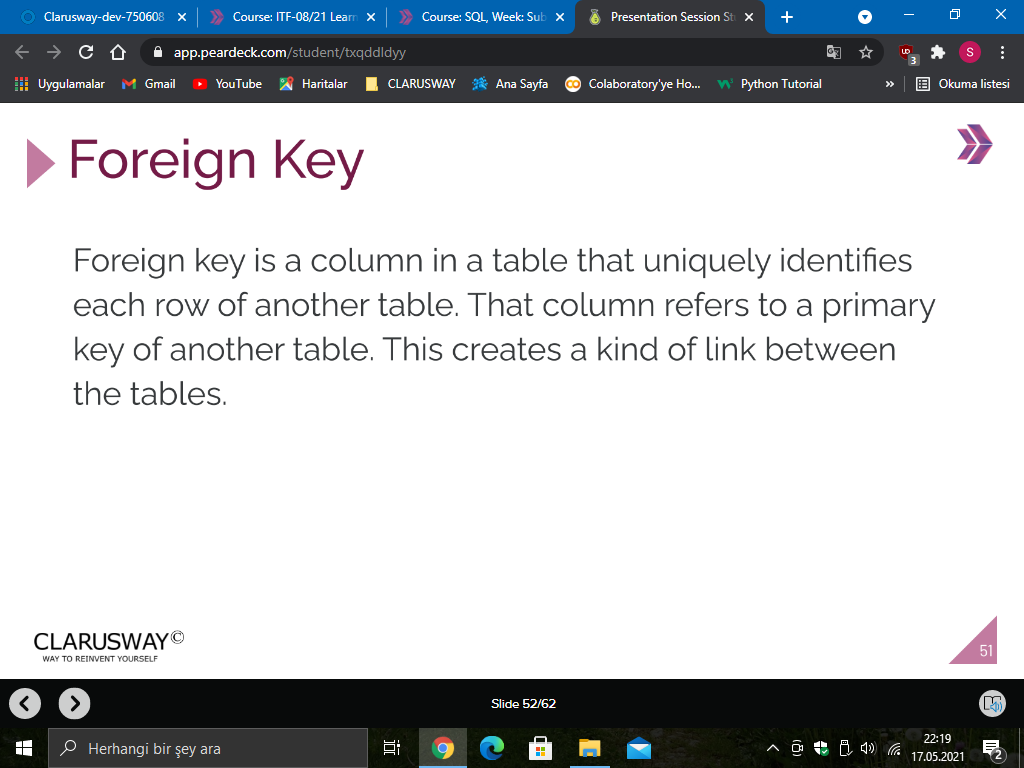 Clarusway-dev-750608
Course: ITF-08/21 Learn
Course: SQL, Week: Sub
Presentation Session St
app.peardeck.com/student/txqddldyy
3
S
Uygulamalar
Gmail
YouTube
Haritalar
CLARUSWAY
Ana Sayfa
Colaboratory'ye Ho...
Python Tutorial
»
Okuma listesi
Foreign Key
Foreign key is a column in a table that uniquely identifies
each row of another table. That column refers to a primary
key of another table. This creates a kind of link between
the tables.
CLARUSWAY©
WAY TO REINVENT YOURSELF
51
Slide 52/62
Herhangi bir şey ara
22:19
17.05.2021
2